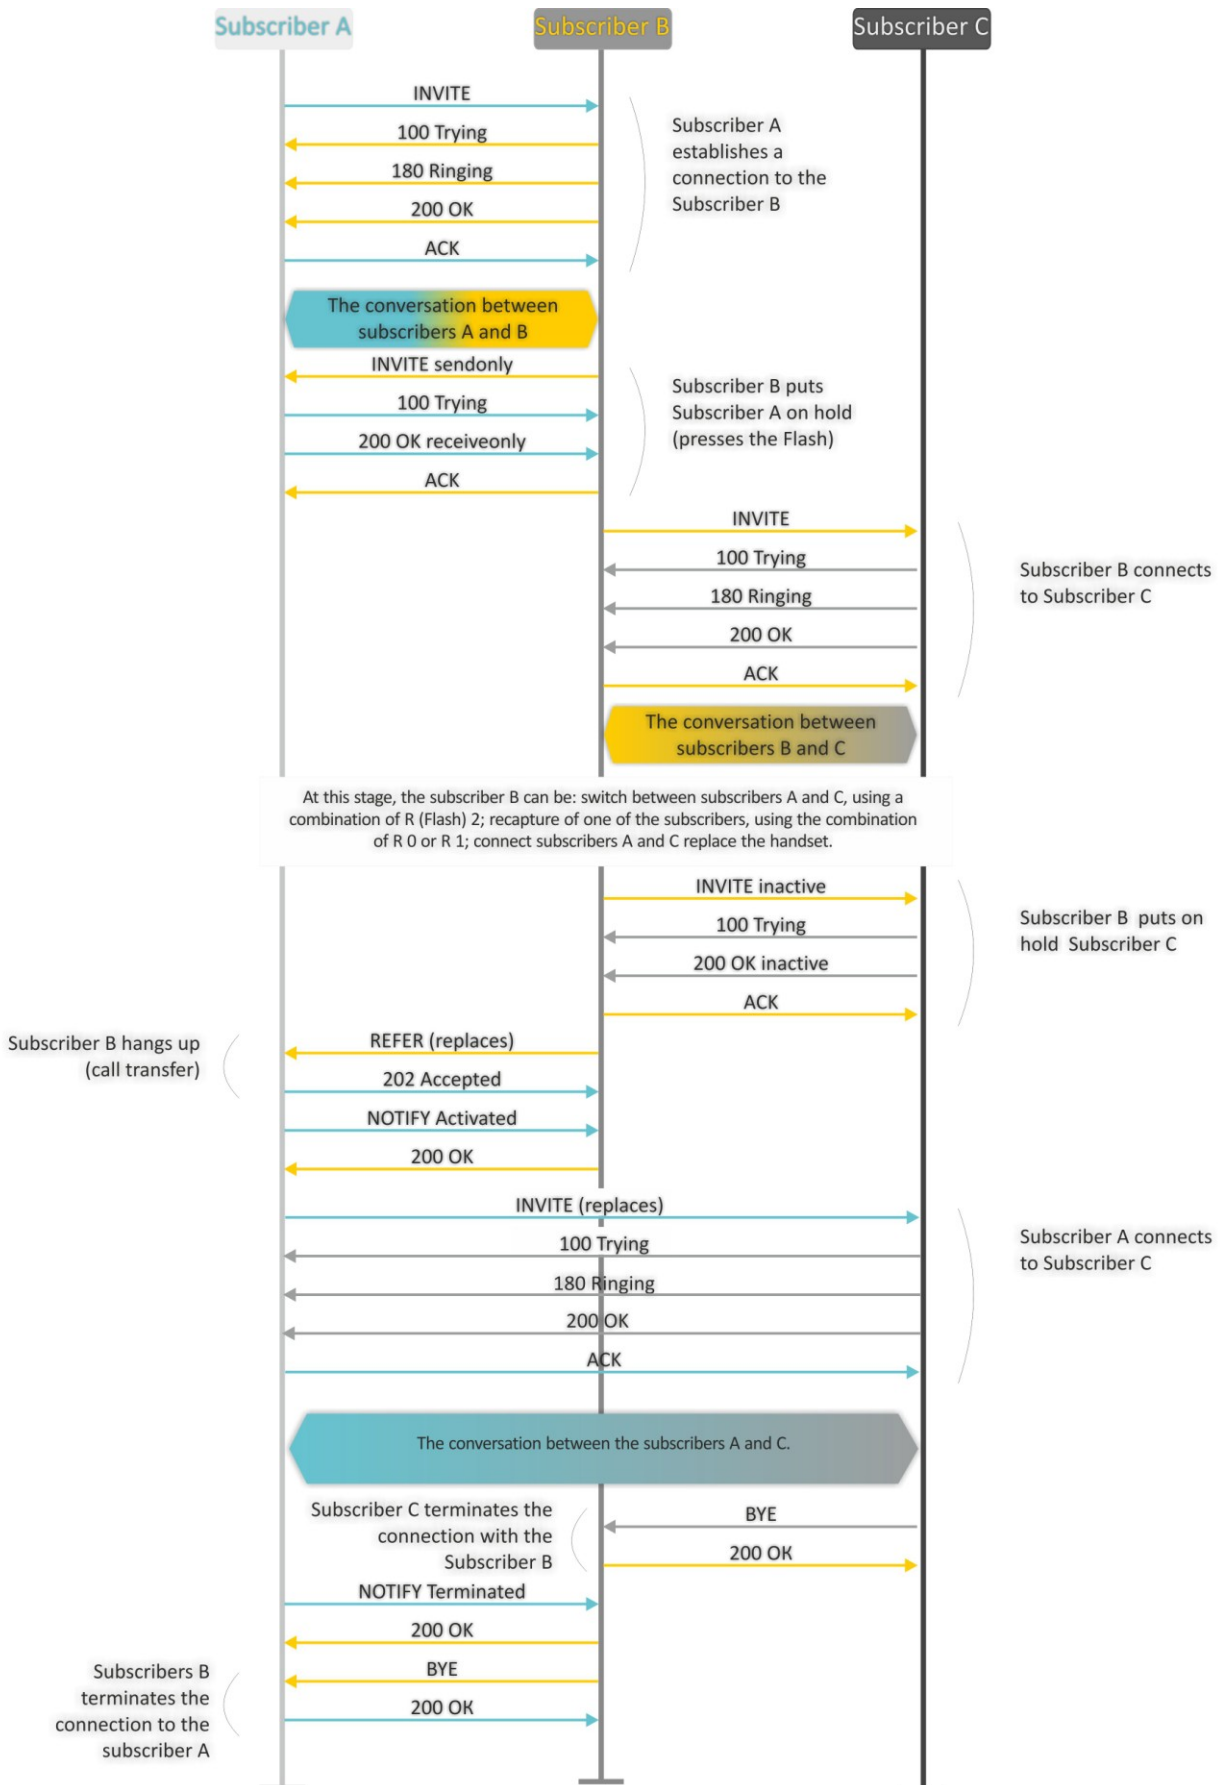 Subscriber A
Subscriber B
Subscriber C
INVITE
100 Trying
180 Ringing
200 OK
ACK
Subscriber A
establishes a
connection to the
Subscriber B
The conversation between
subscribers A and B
INVITE sendonly
100 Trying
200 OK receiveonly
ACK
Subscriber B puts
Subscriber A on hold
(presses the Flash)
INVITE
100 Trying
180 Ringing
200 OK
ACK
Subscriber B connects
to Subscriber C
The conversation between
subscribers B and C
At this stage, the subscriber B can be: switch between subscribers A and C, using a
combination of R (Flash) 2; recapture of one of the subscribers, using the combination
of R 0 or R 1; connect subscribers A and C replace the handset.
INVITE inactive
100 Trying
200 OK inactive
ACK
Subscriber B puts on
hold Subscriber C
Subscriber B hangs up
(call transfer)
REFER (replaces)
202 Accepted
NOTIFY Activated
200 OK
INVITE (replaces)
100 Trying
180 Ringing
200 OK
ACK
Subscriber A connects
to Subscriber C
The conversation between the subscribers A and C.
Subscriber C terminates the
connection with the
Subscriber B
BYE
200 OK
NOTIFY Terminated
200 OK
BYE
200 OK
Subscribers B
terminates the
connection to the
subscriber A